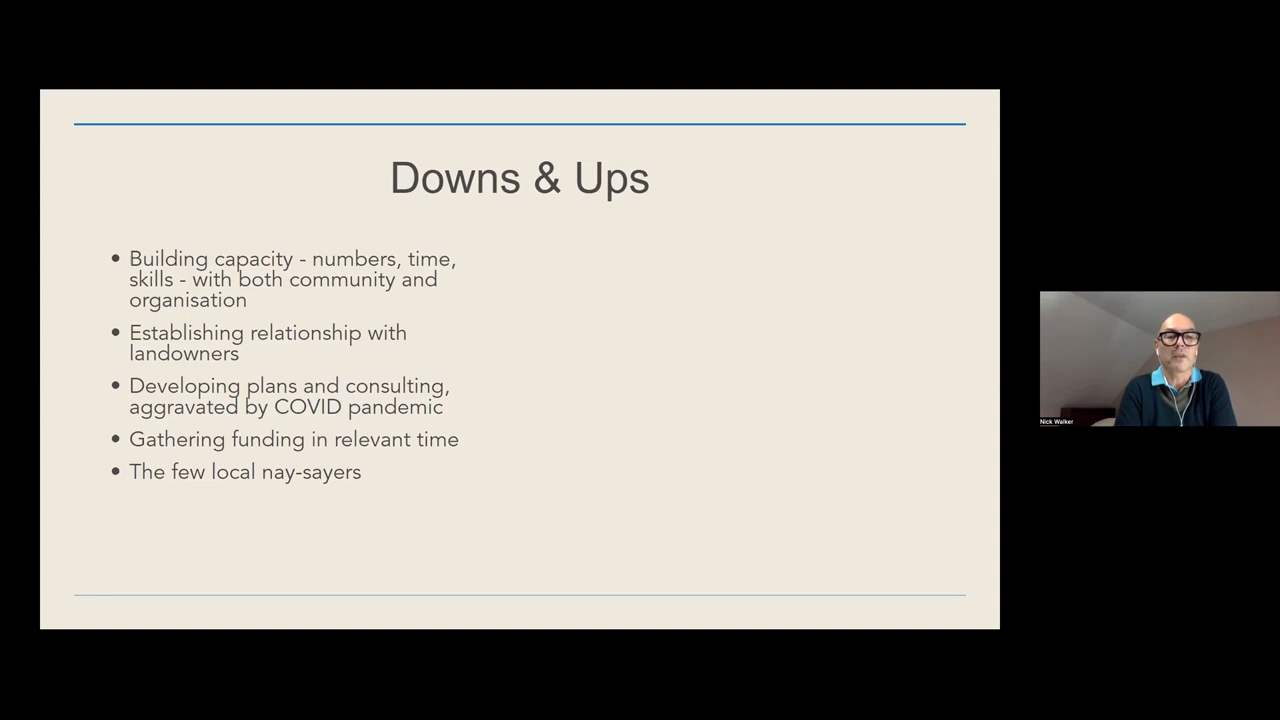 Downs & Ups
• Building capacity - numbers, time,
skills - with both community and
organisation
• Establishing relationship with
landowners
• Developing plans and consulting,
aggravated by COVID pandemic
• Gathering funding in relevant time
• The few local nay-sayers
Nick Walker